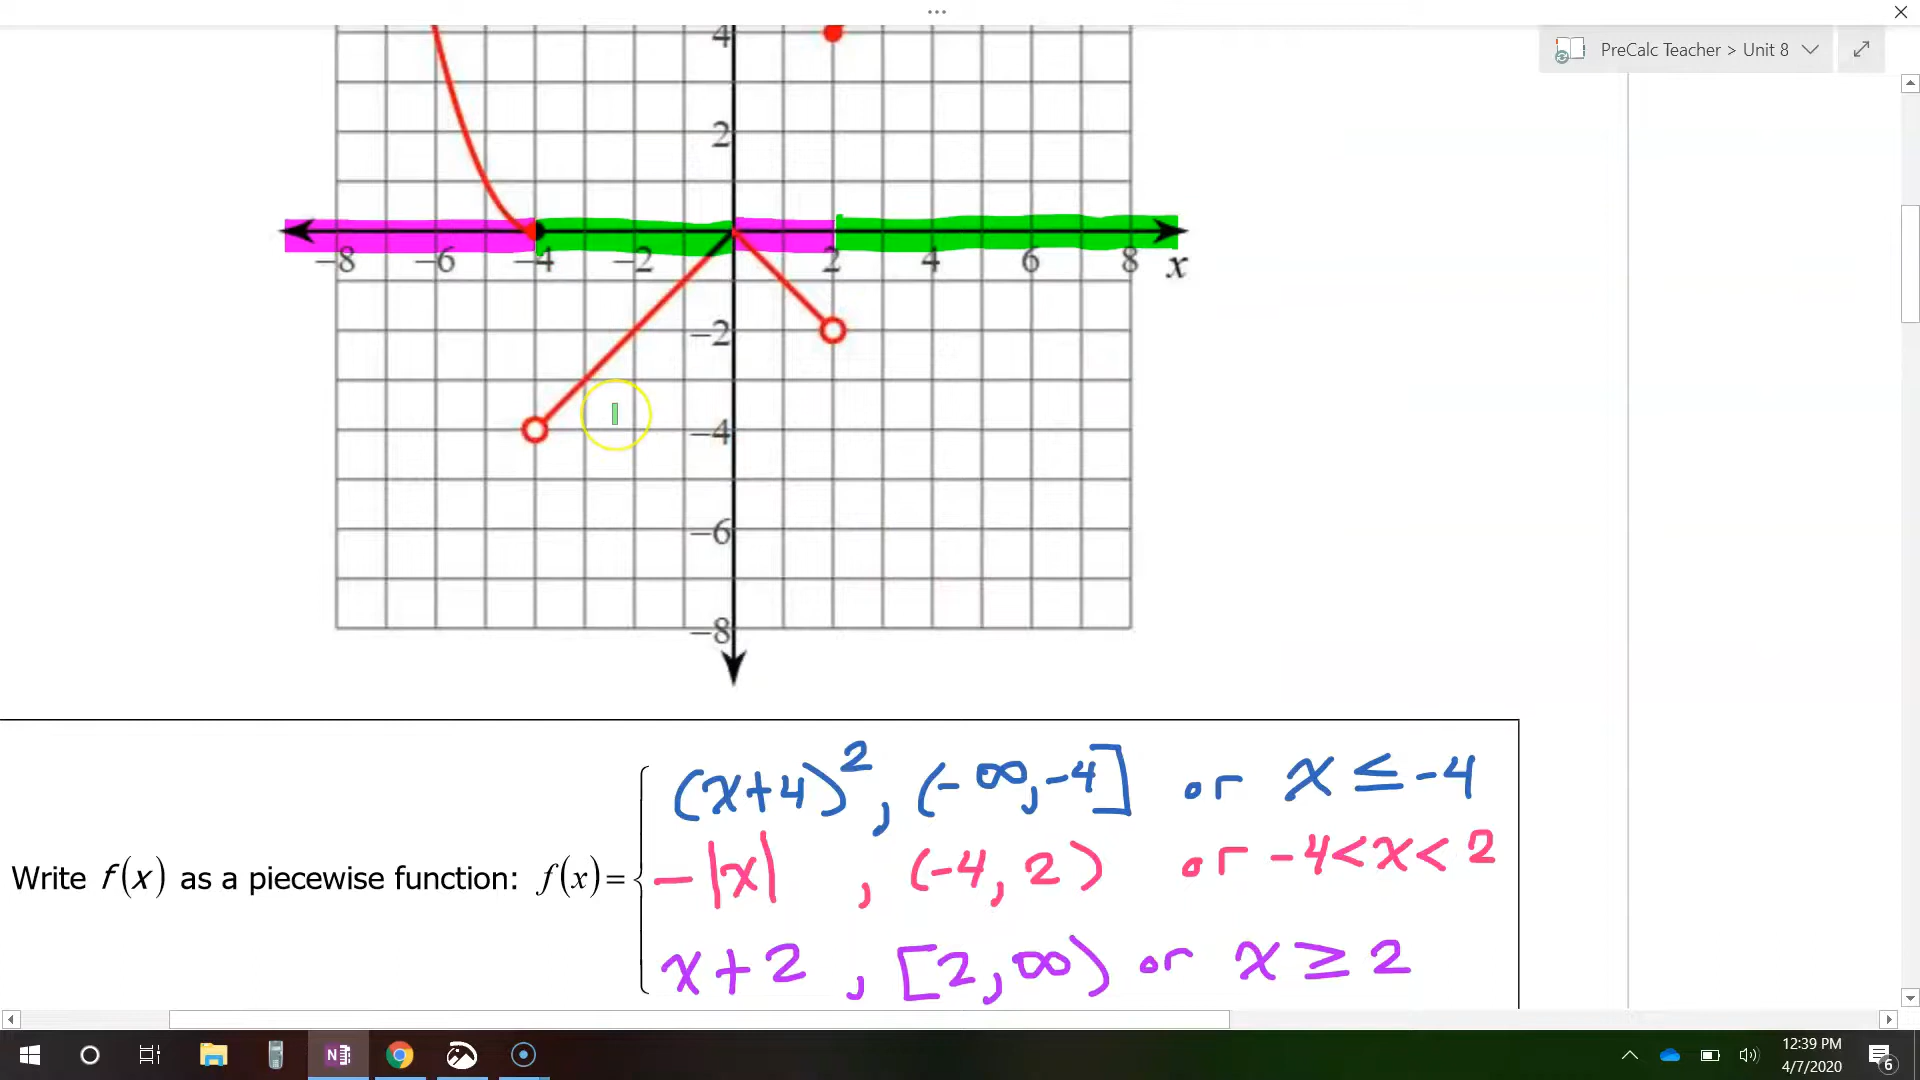 PreCalc Teacher > Unit 8
4
2
−8 −6 −4 −2 2 4 6 8 x
−2
−4
−6
−8
(x+4)², (-∞,-4] or x ≤ -4
Write f(x) as a piecewise function: f(x)= -|x| , (-4, 2) or -4<x<2
x+2 , [2,∞) or x ≥ 2
N
12:39 PM
4/7/2020
6